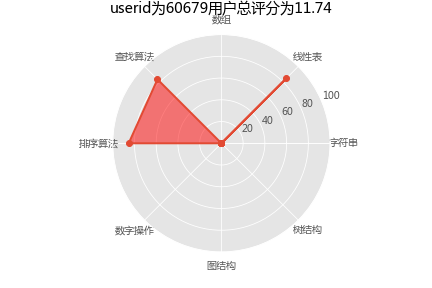 userid为60679用户总评分为11.74
数组
查找算法
线性表
100
80
60
40
20
排序算法
字符串
数字操作
树结构
图结构